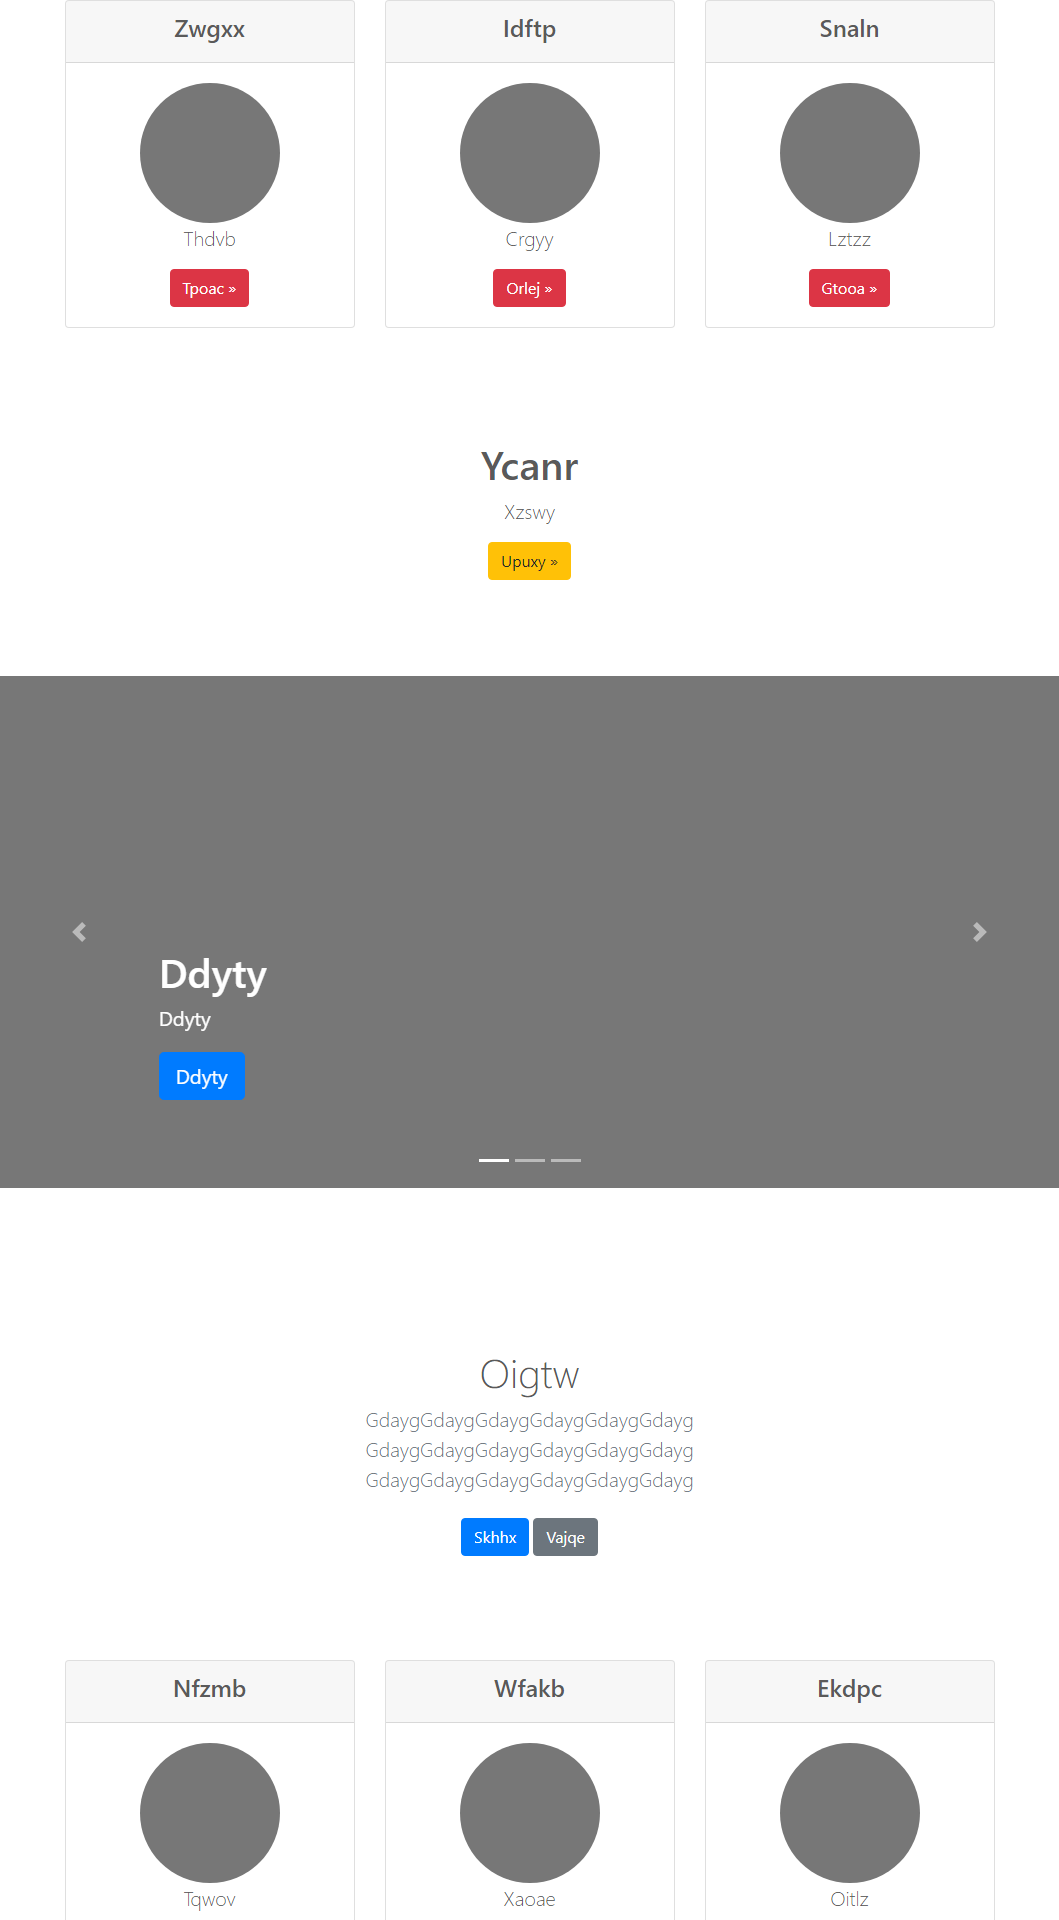 Zwgxx
Idftp
Snaln
Thdvb
Crgyy
Lztzz
Tpoac »
Orlej »
Gtooa »
Ycanr
Xzswy
Upuxy »
Ddyty
Ddyty
Ddyty
Oigtw
GdaygGdaygGdaygGdaygGdaygGdayg
GdaygGdaygGdaygGdaygGdaygGdayg
GdaygGdaygGdaygGdaygGdaygGdayg
Skhhx
Vajqe
Nfzmb
Wfakb
Ekdpc
Tqwov
Xaoae
Oitlz